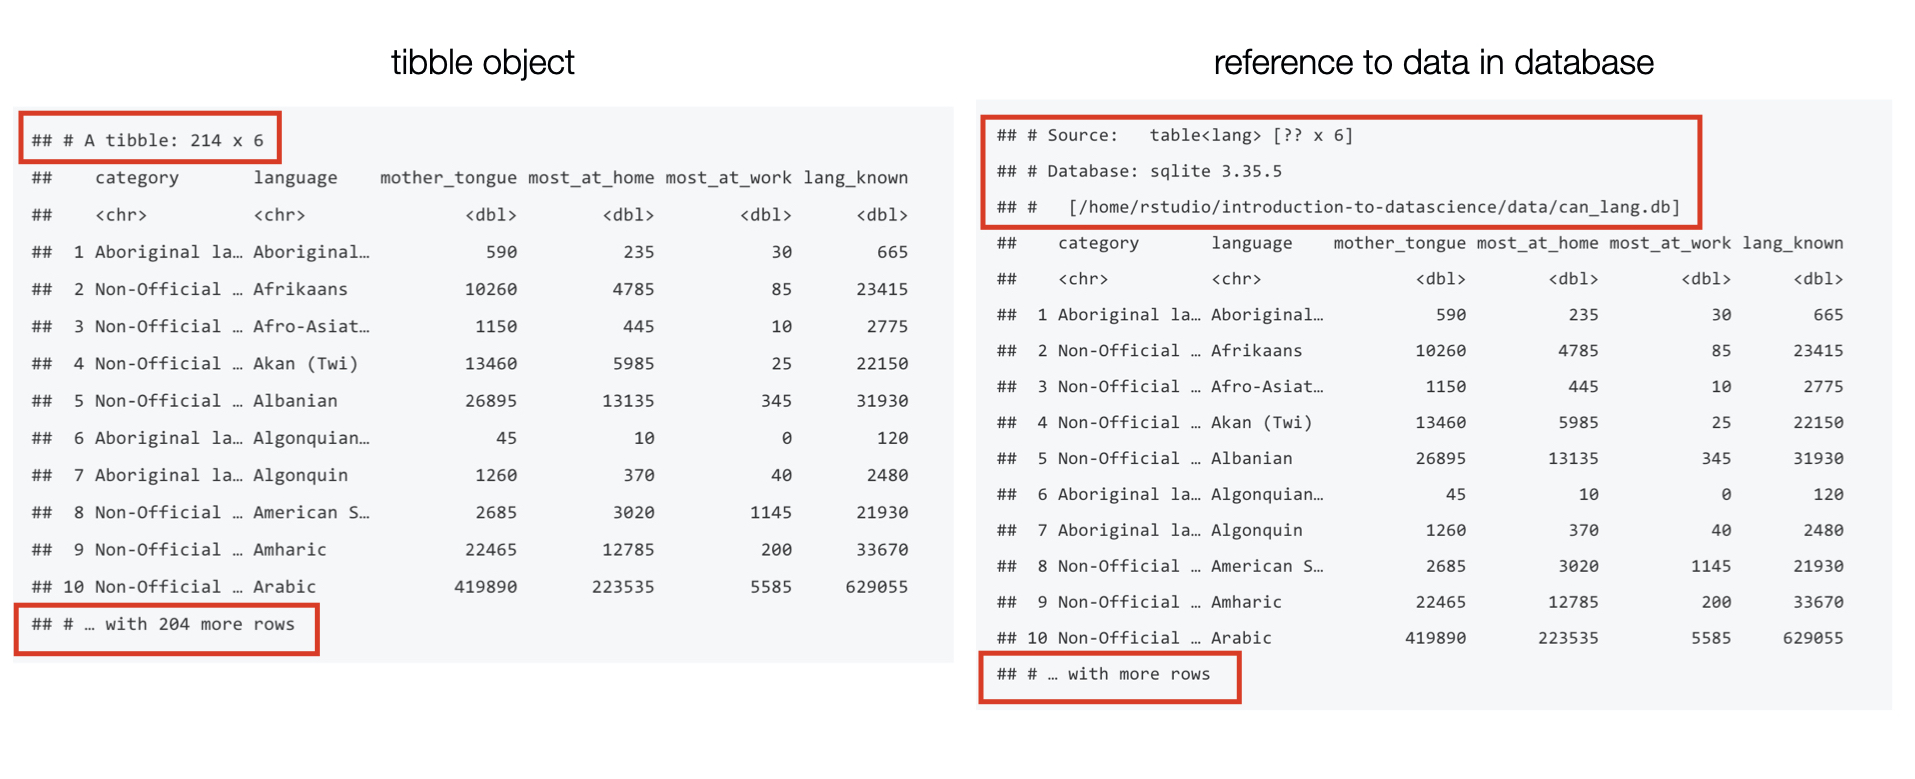 tibble object
## # A tibble: 214 x 6
## category language mother_tongue most_at_home most_at_work lang_known
## <chr> <chr> <dbl> <dbl> <dbl> <dbl>
## 1 Aboriginal la… Aboriginal… 590 235 30 665
## 2 Non-Official … Afrikaans 10260 4785 85 23415
## 3 Non-Official … Afro-Asiat… 1150 445 10 2775
## 4 Non-Official … Akan (Twi) 13460 5985 25 22150
## 5 Non-Official … Albanian 26895 13135 345 31930
## 6 Aboriginal la… Algonquian… 45 10 0 120
## 7 Aboriginal la… Algonquin 1260 370 40 2480
## 8 Non-Official … American S… 2685 3020 1145 21930
## 9 Non-Official … Amharic 22465 12785 200 33670
## 10 Non-Official … Arabic 419890 223535 5585 629055
## # … with 204 more rows
reference to data in database
## # Source: table<lang> [?? x 6]
## # Database: sqlite 3.35.5
## # [/home/rstudio/introduction-to-datascience/data/can_lang.db]
## category language mother_tongue most_at_home most_at_work lang_known
## <chr> <chr> <dbl> <dbl> <dbl> <dbl>
## 1 Aboriginal la… Aboriginal… 590 235 30 665
## 2 Non-Official … Afrikaans 10260 4785 85 23415
## 3 Non-Official … Afro-Asiat… 1150 445 10 2775
## 4 Non-Official … Akan (Twi) 13460 5985 25 22150
## 5 Non-Official … Albanian 26895 13135 345 31930
## 6 Aboriginal la… Algonquian… 45 10 0 120
## 7 Aboriginal la… Algonquin 1260 370 40 2480
## 8 Non-Official … American S… 2685 3020 1145 21930
## 9 Non-Official … Amharic 22465 12785 200 33670
## 10 Non-Official … Arabic 419890 223535 5585 629055
## # … with more rows